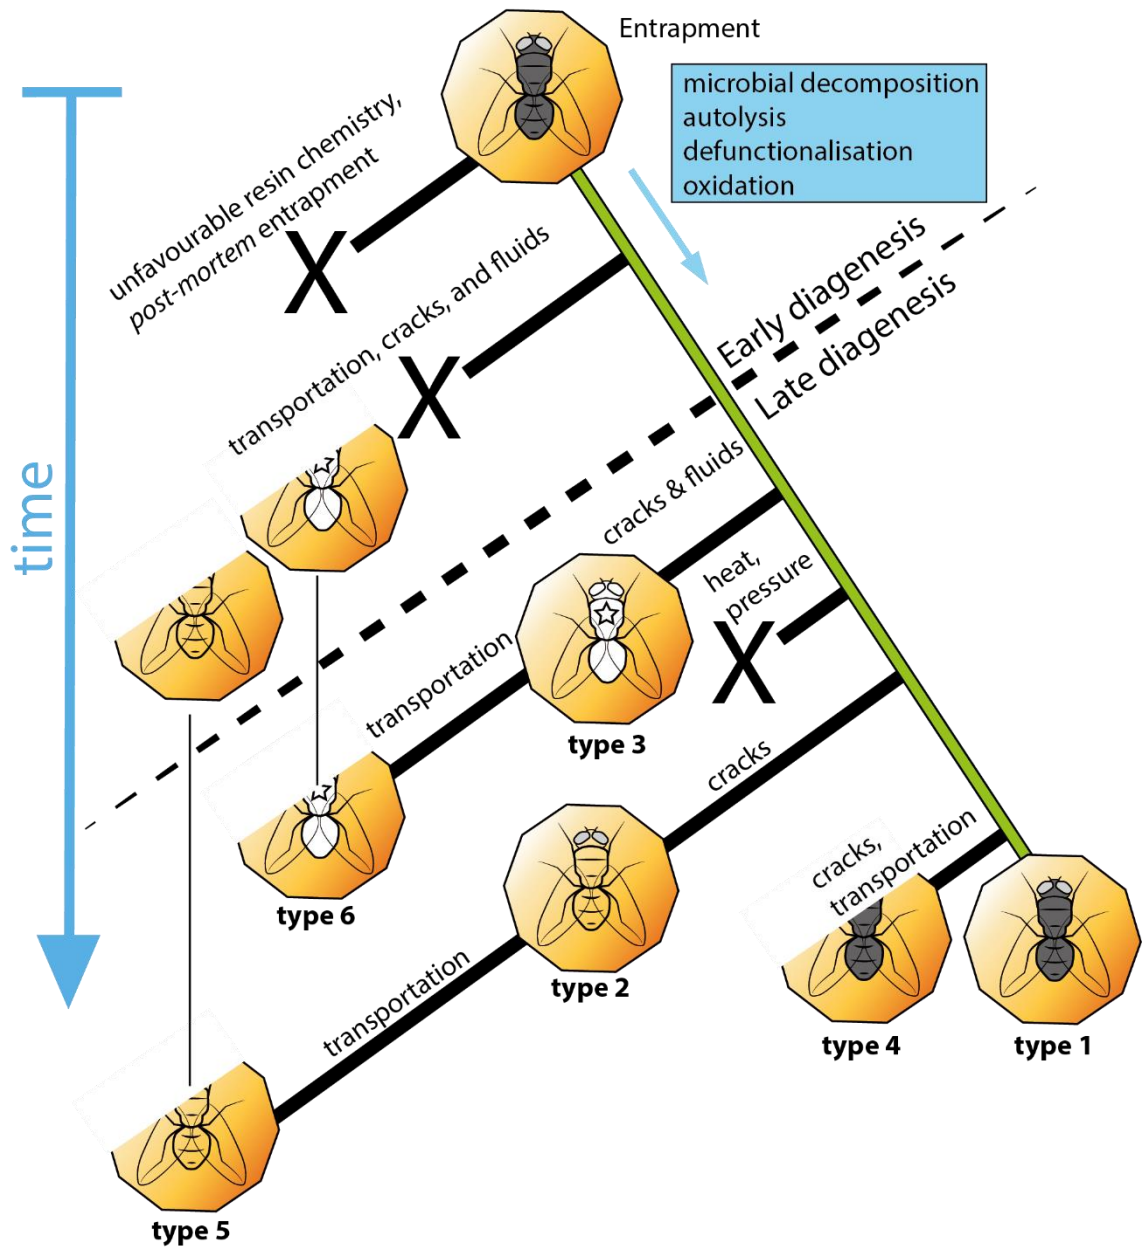 Entrapment
microbial decomposition
autolysis
defunctionalisation
oxidation
unfavourable resin chemistry,
post-mortem entrapment
X
transportation, cracks, and fluids
X
Early diagenesis
Late diagenesis
time
cracks & fluids
heat,
pressure
X
type 3
transportation
type 6
cracks
type 2
cracks,
transportation
type 4
type 1
transportation
type 5